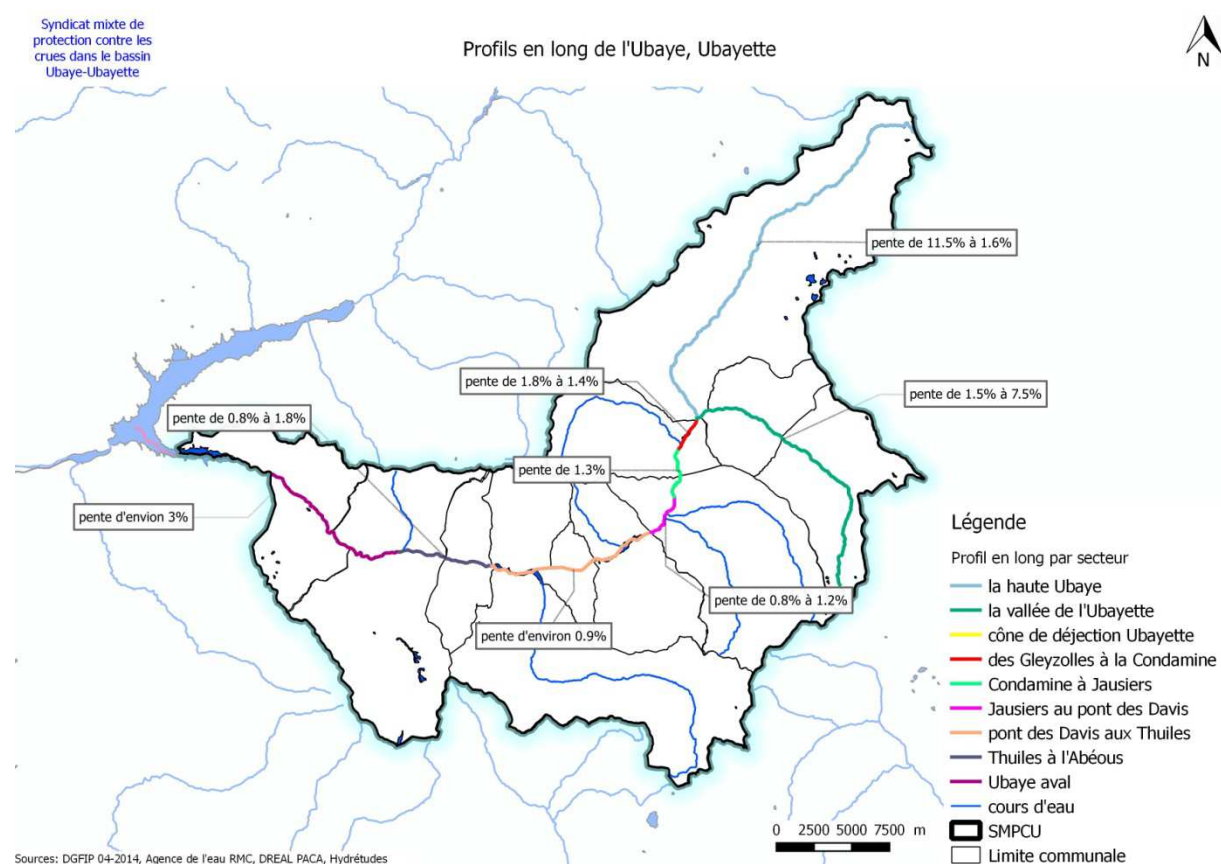 Syndicat mixte de
protection contre les
crues dans le bassin
Ubaye-Ubayette
Profils en long de l'Ubaye, Ubayette
N
pente de 11.5% à 1.6%
pente de 1.8% à 1.4%
pente de 1.5% à 7.5%
pente de 0.8% à 1.8%
pente de 1.3%
pente d'envion 3%
pente de 0.8% à 1.2%
pente d'environ 0.9%
Légende
Profil en long par secteur
la haute Ubaye
la vallée de l'Ubayette
cône de déjection Ubayette
des Gleyzolles à la Condamine
Condamine à Jausiers
Jausiers au pont des Davis
pont des Davis aux Thuiles
Thuiles à l'Abéous
Ubaye aval
cours d'eau
SMPCU
Limite communale
0 2500 5000 7500 m
Sources: DGFIP 04-2014, Agence de l'eau RMC, DREAL PACA, Hydrétudes